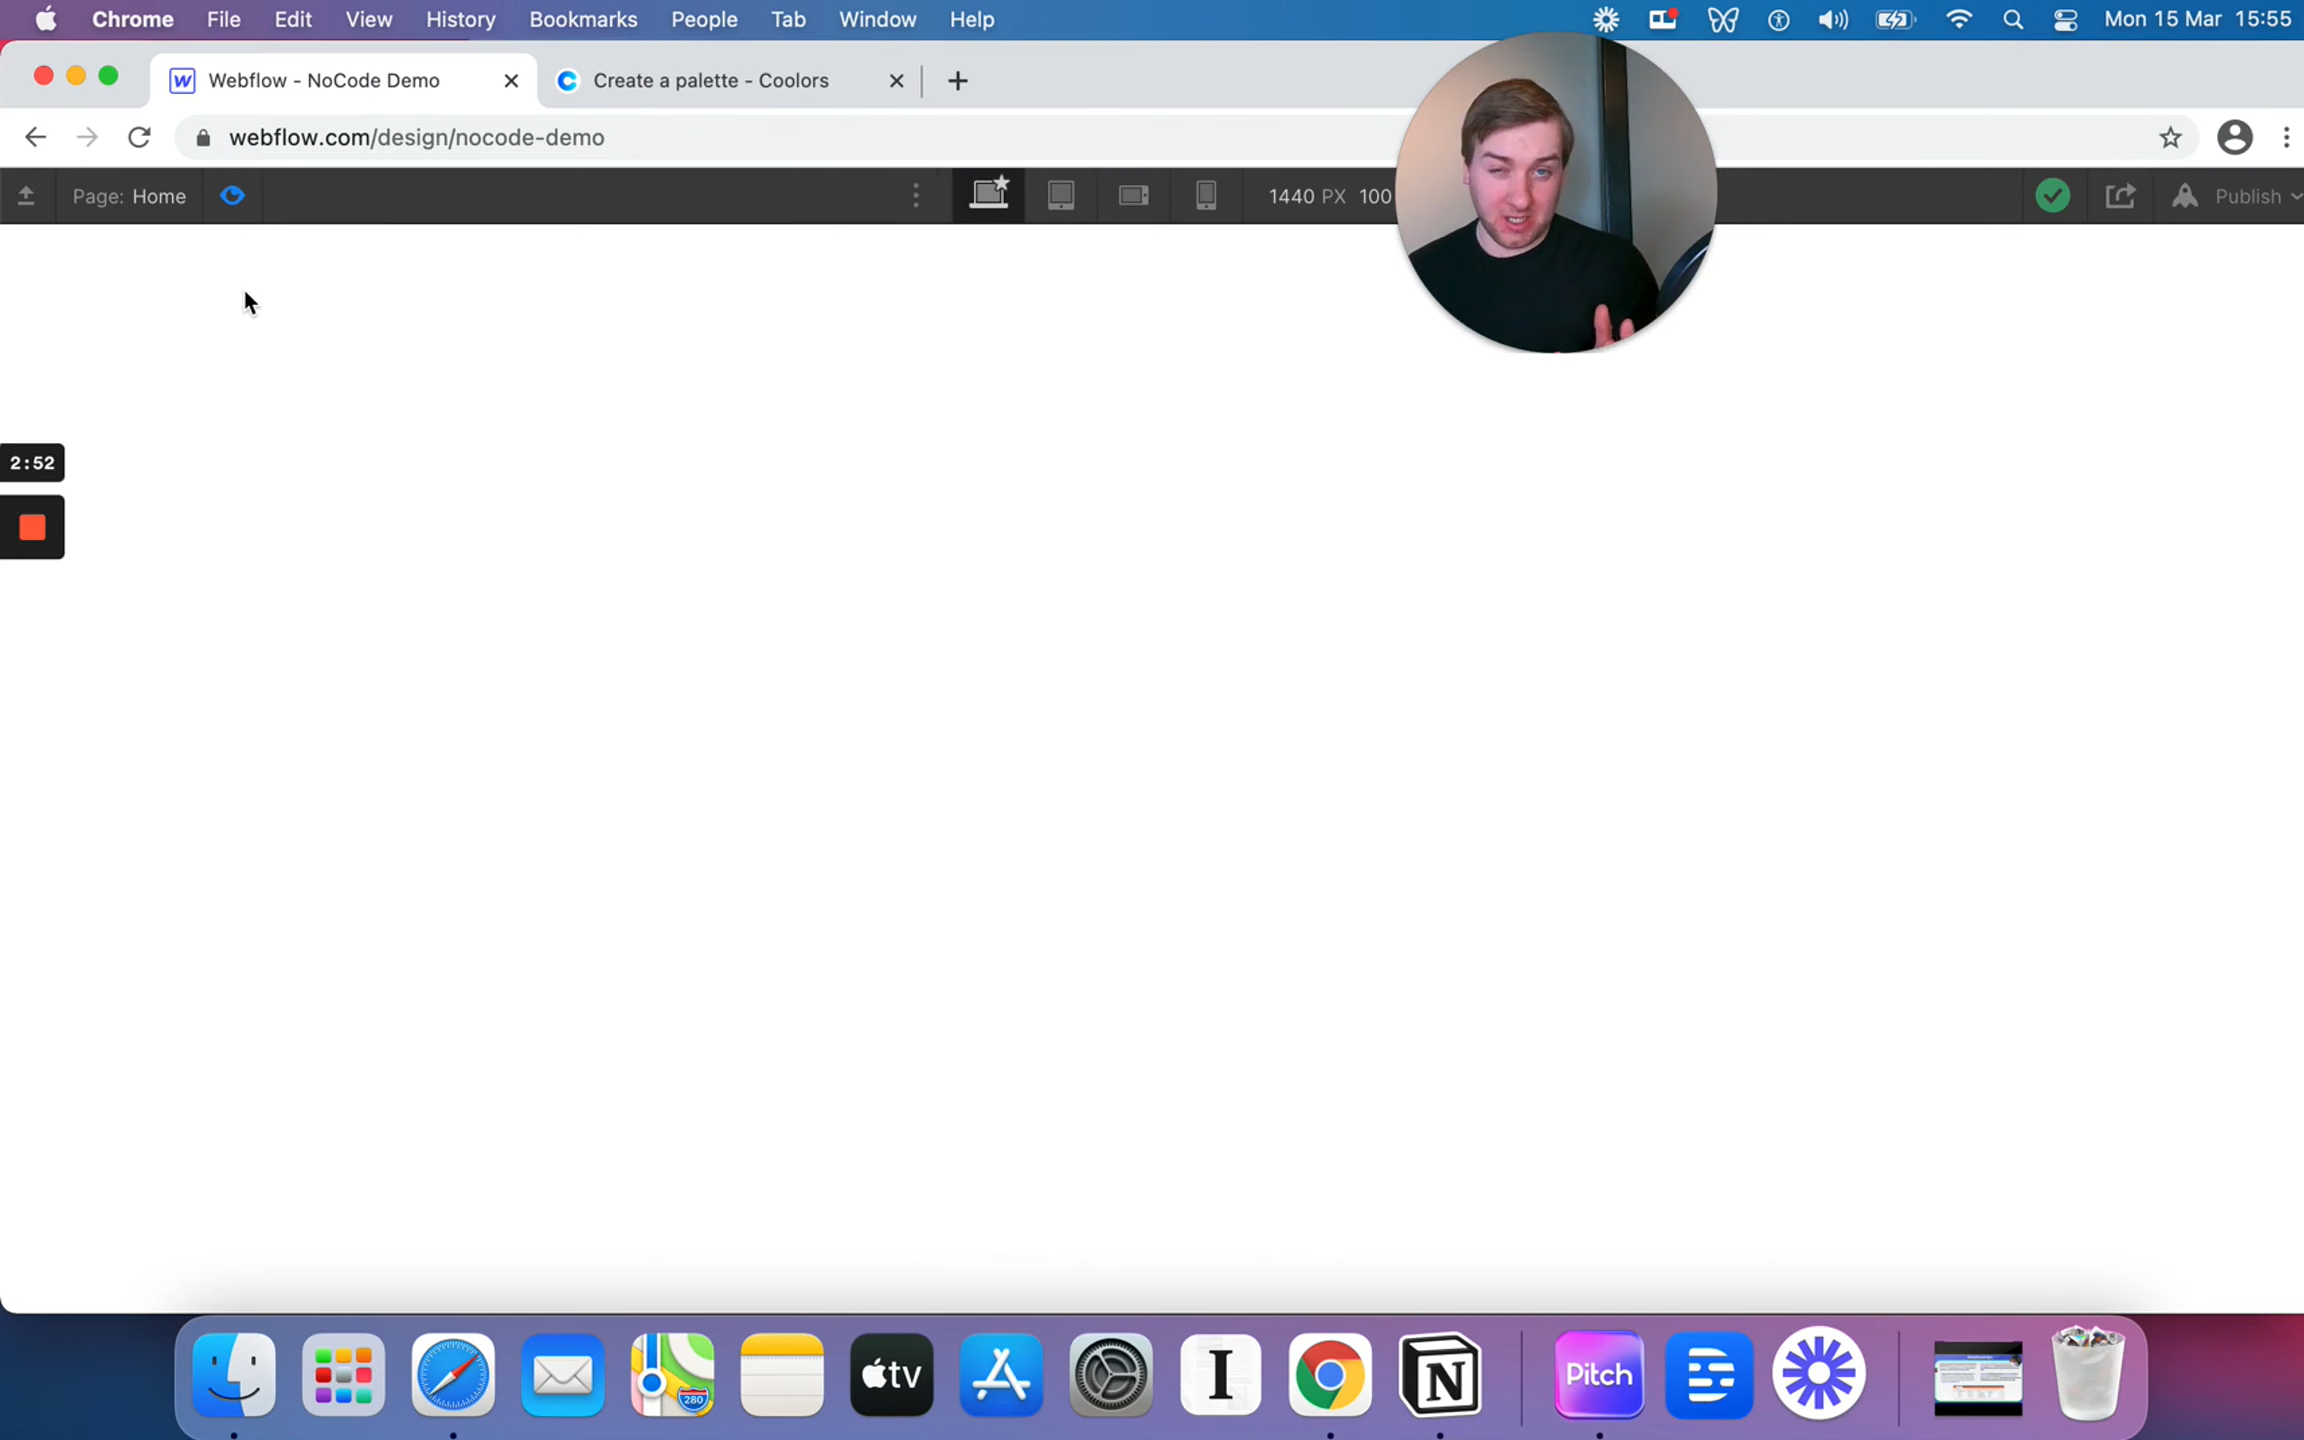 Chrome File Edit View History Bookmarks People Tab Window Help Mon 15 Mar 15:55
W Webflow - NoCode Demo Create a palette - Coolors
webflow.com/design/nocode-demo
Page: Home 1440 PX 100 Publish
2:52
280
tv
I
N
Pitch